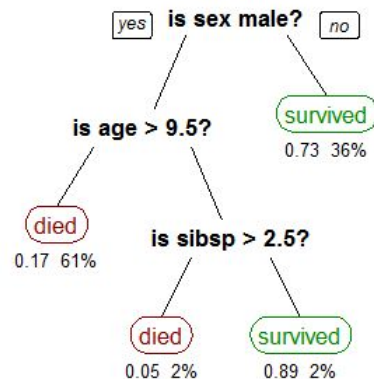 yes is sex male? no
survived
is age > 9.5? 0.73 36%
died
is sibsp > 2.5?
0.17 61%
died survived
0.05 2% 0.89 2%